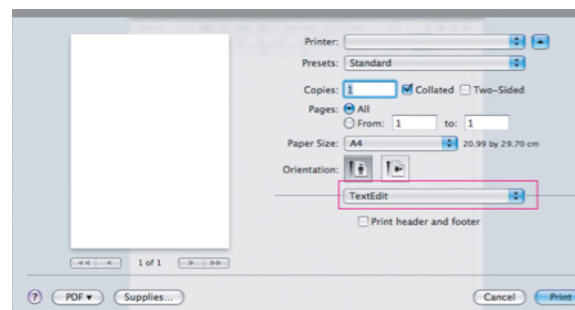 Printer:
Presets: Standard
Copies: 1 Collated Two-Sided
Pages: All
From: 1 to: 1
Paper Size: A4 20.99 by 29.70 cm
Orientation:
TextEdit
Print header and footer
1 of 1
? PDF Supplies... Cancel Print